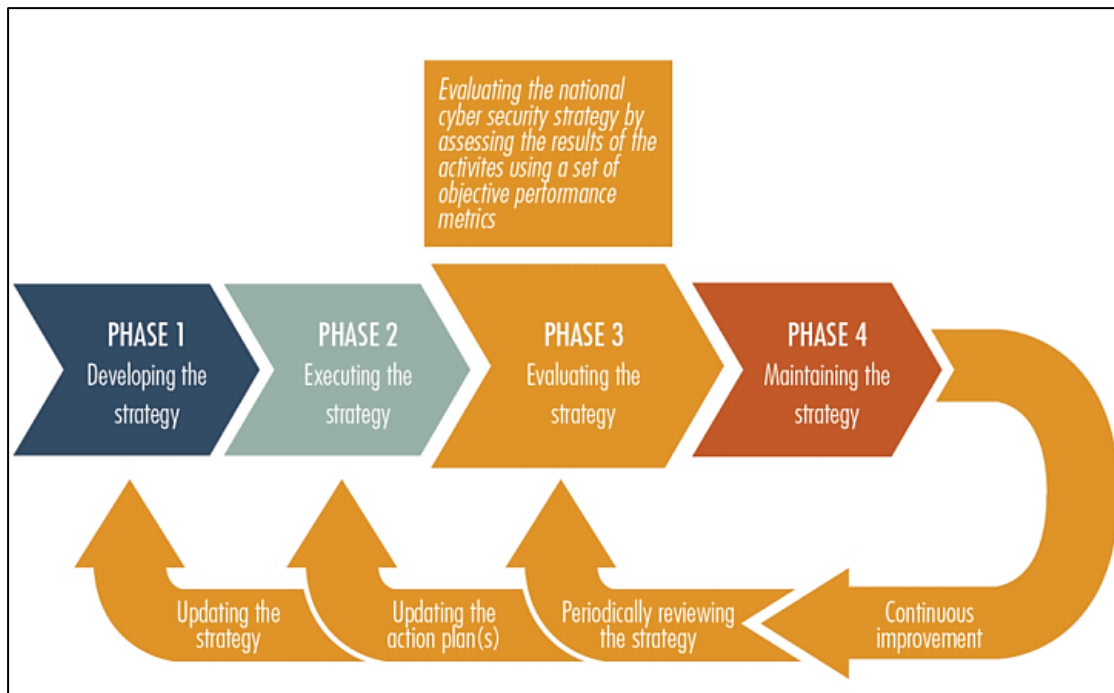 Evaluating the national
cyber security strategy by
assessing the results of the
activites using a set of
objective performance
metrics
PHASE 1
Developing the
strategy
PHASE 2
Executing the
strategy
PHASE 3
Evaluating the
strategy
PHASE 4
Maintaining the
strategy
Updating the
strategy
Updating the
action plan(s)
Periodically reviewing
the strategy
Continuous
improvement